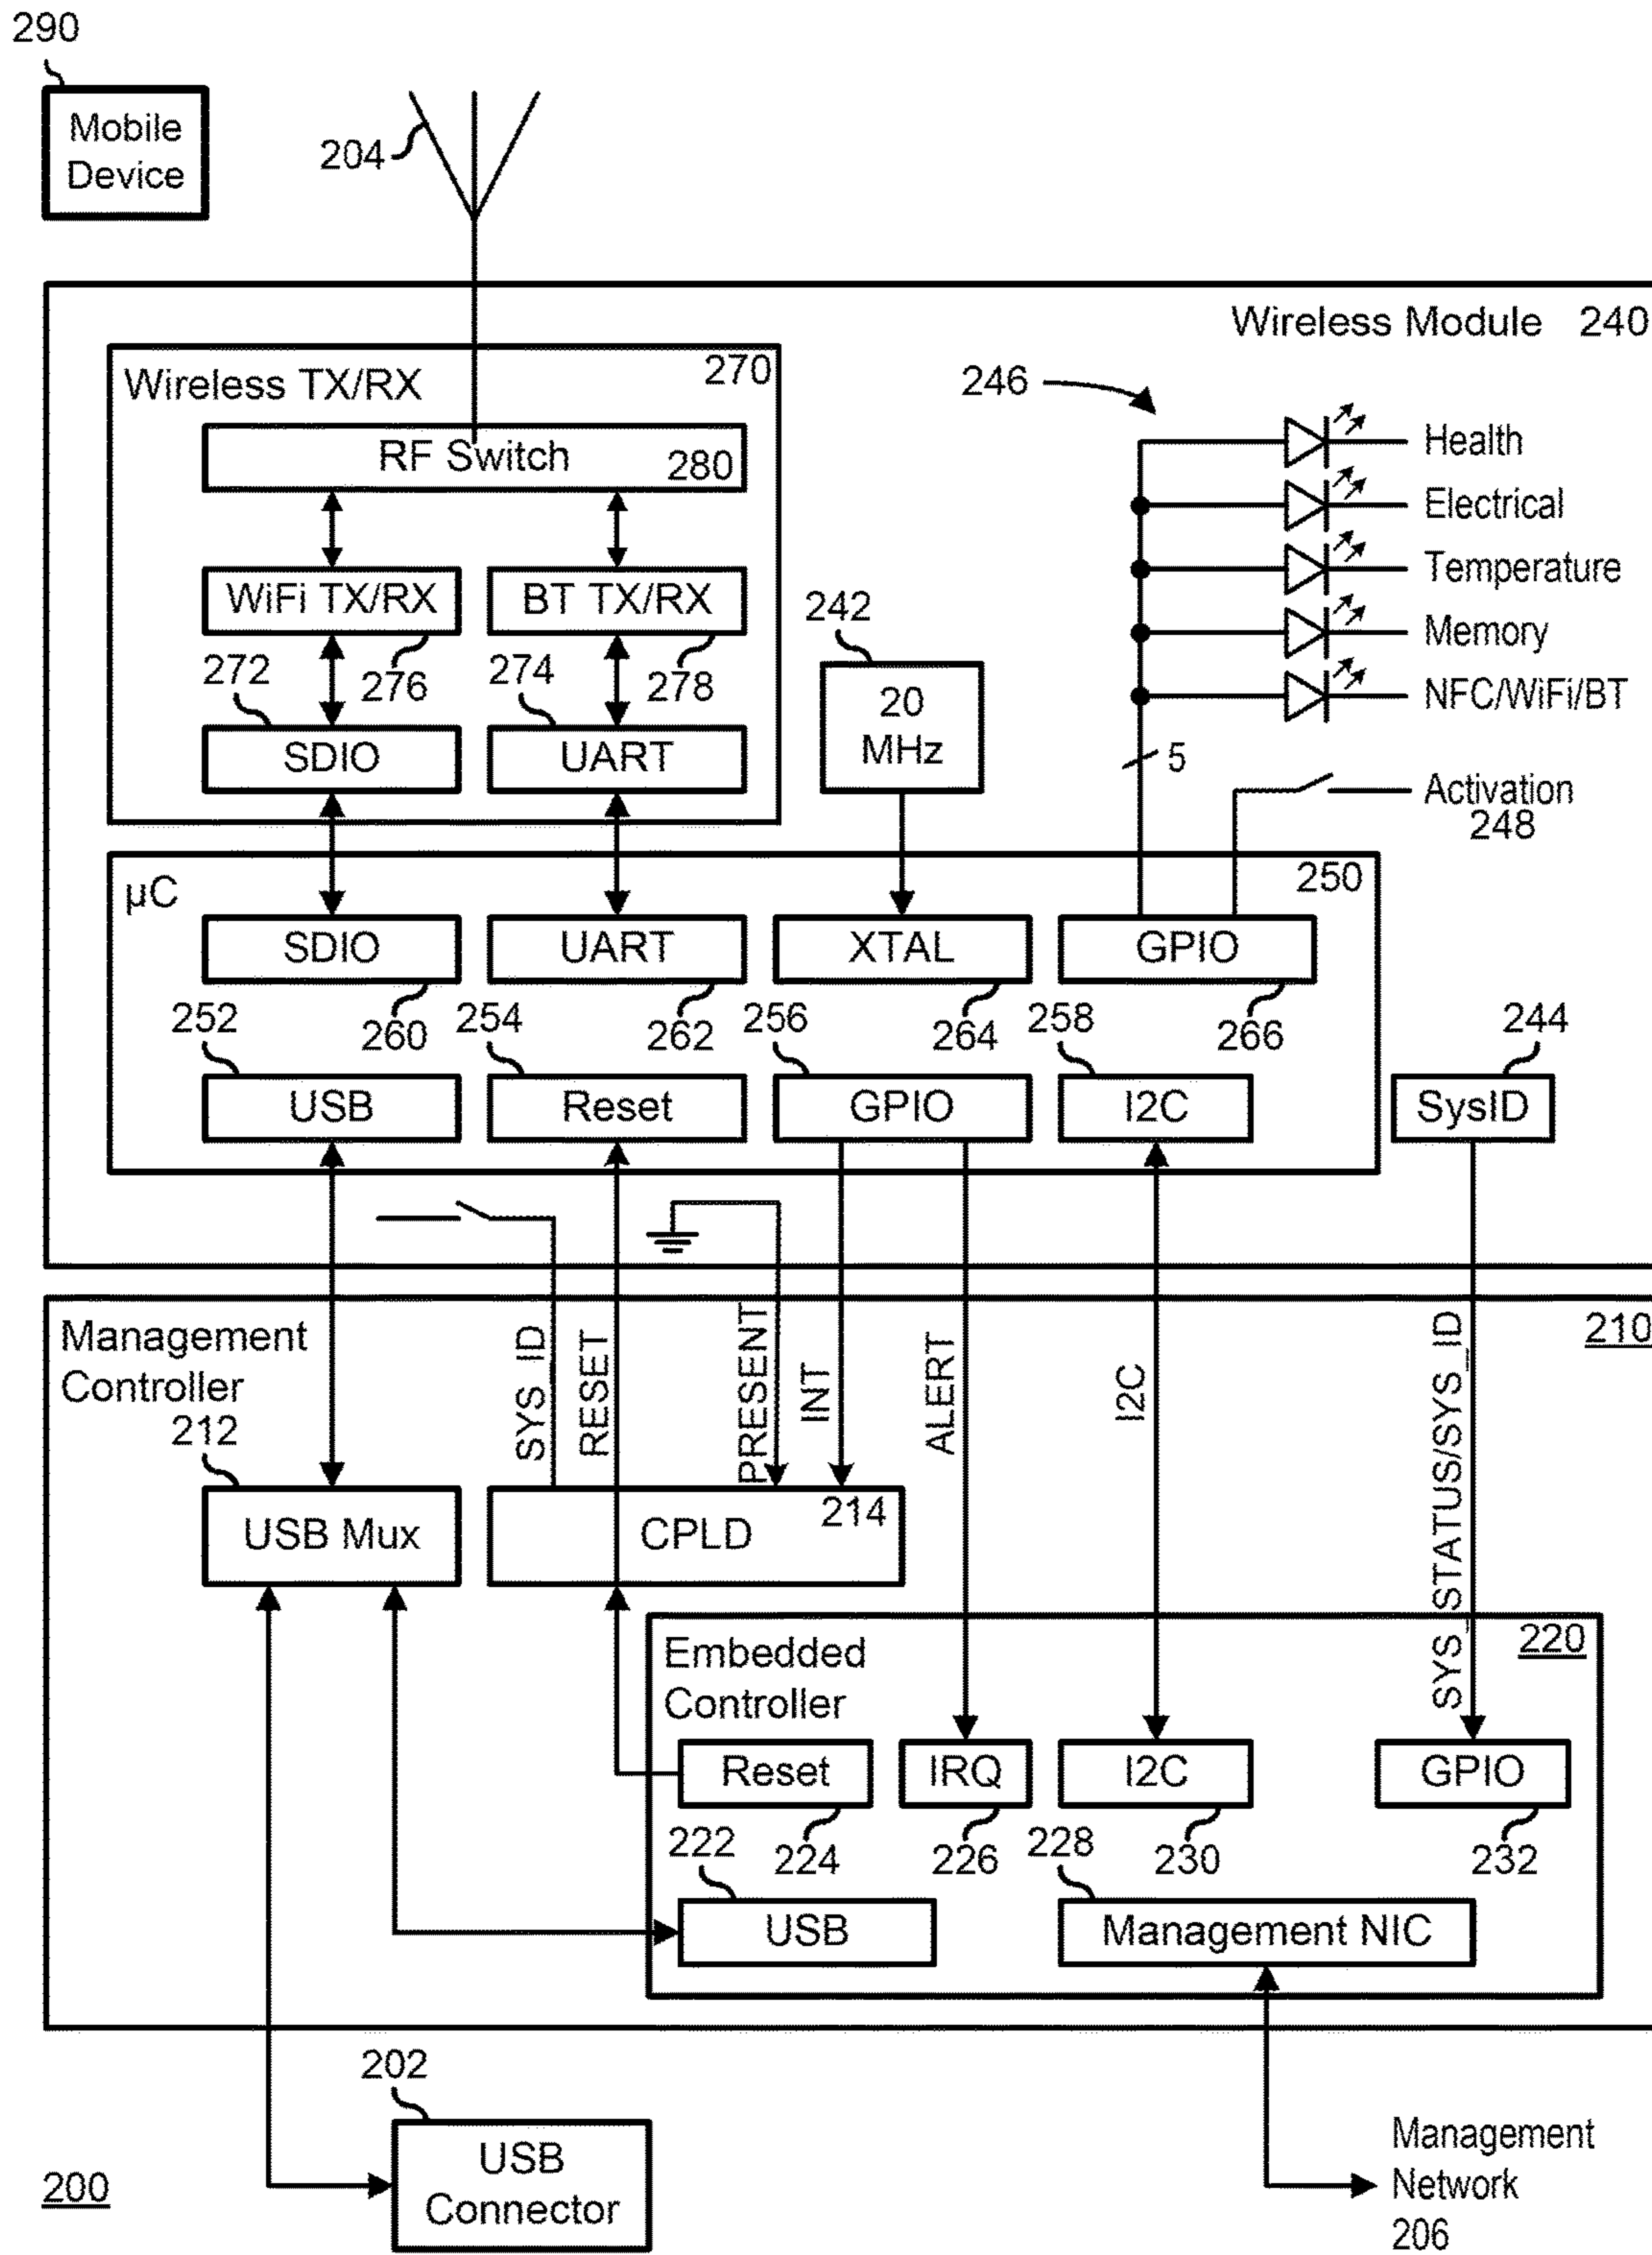 290
Mobile
Device
204
Wireless Module 240
Wireless TX/RX 270
246
RF Switch 280
Health
Electrical
Temperature
Memory
NFC/WiFi/BT
WiFi TX/RX
BT TX/RX
242
272
276
274
278
20
MHz
SDIO
UART
5
Activation
248
µC
250
SDIO
UART
XTAL
GPIO
252
260
254
262
256
264
258
266
244
USB
Reset
GPIO
I2C
SysID
Management
Controller
210
212
SYS_ID
RESET
PRESENT
INT
ALERT
I2C
SYS_STATUS/SYS_ID
USB Mux
CPLD
214
Embedded
Controller
220
Reset
IRQ
I2C
GPIO
222
224
226
228
230
232
USB
Management NIC
202
USB
Connector
200
Management
Network
206